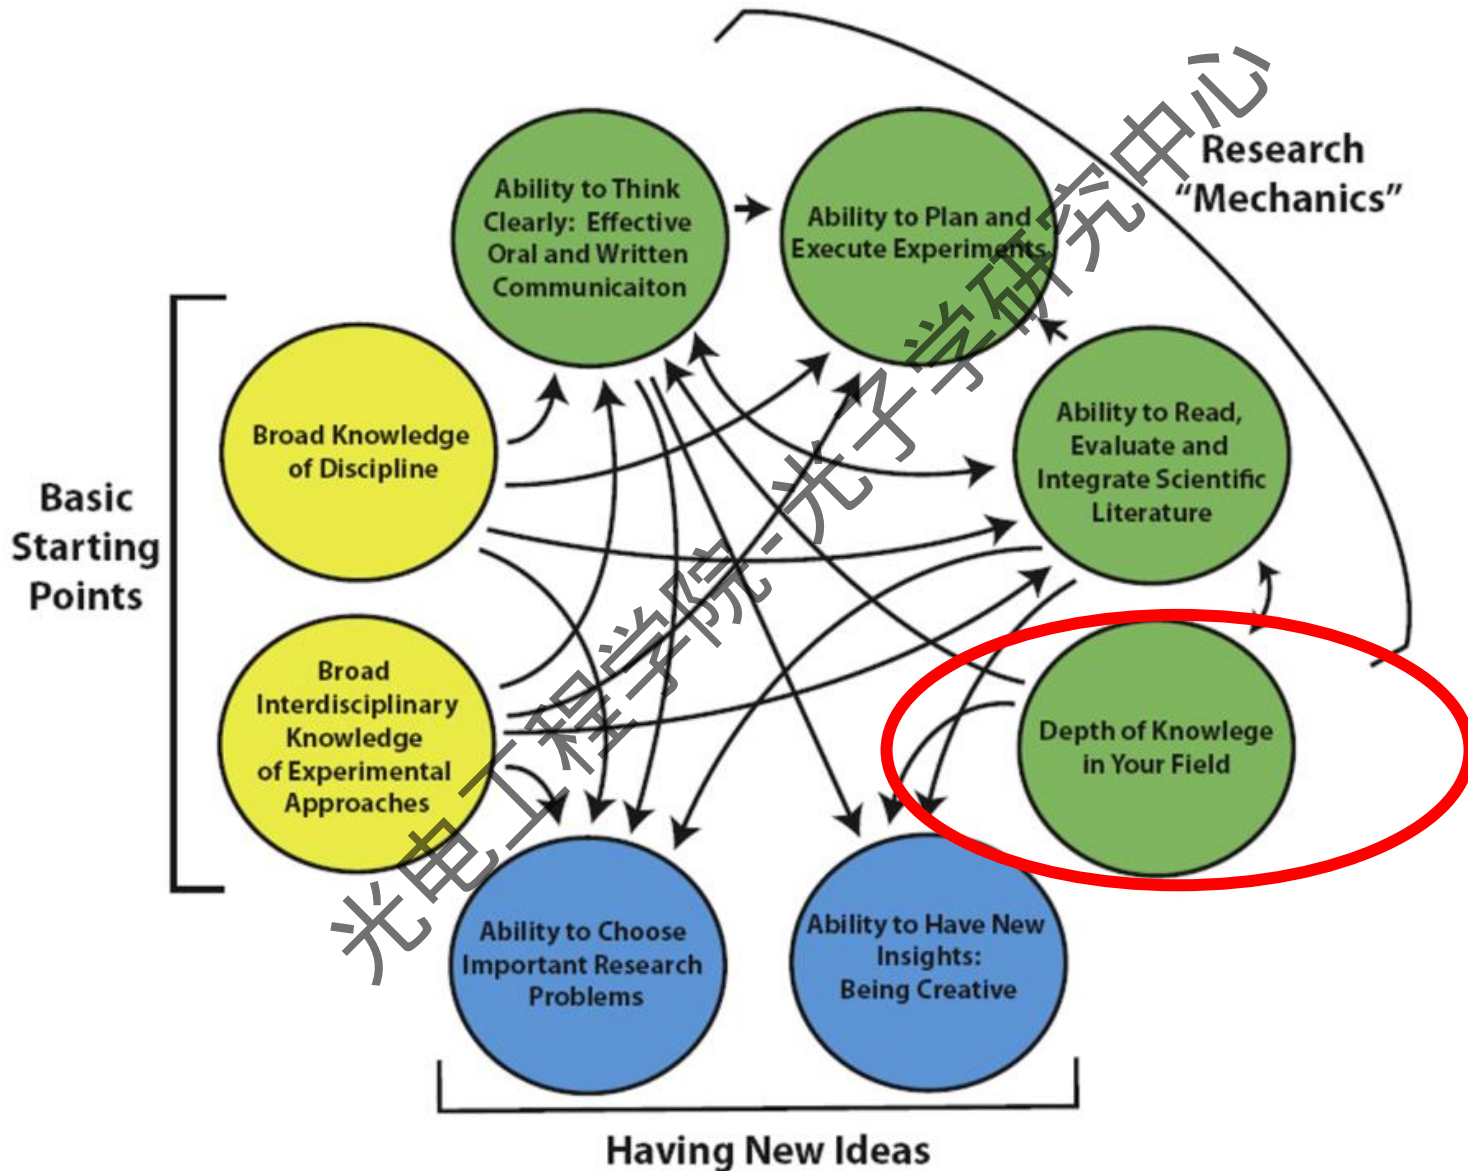 Research
“Mechanics”
Ability to Think
Clearly: Effective
Oral and Written
Communicaiton
Ability to Plan and
Execute Experiments
Basic
Starting
Points
Broad Knowledge
of Discipline
Ability to Read,
Evaluate and
Integrate Scientific
Literature
Broad
Interdisciplinary
Knowledge
of Experimental
Approaches
Depth of Knowlege
in Your Field
Ability to Choose
Important Research
Problems
Ability to Have New
Insights:
Being Creative
Having New Ideas
光电工程学院-光子学研究中心